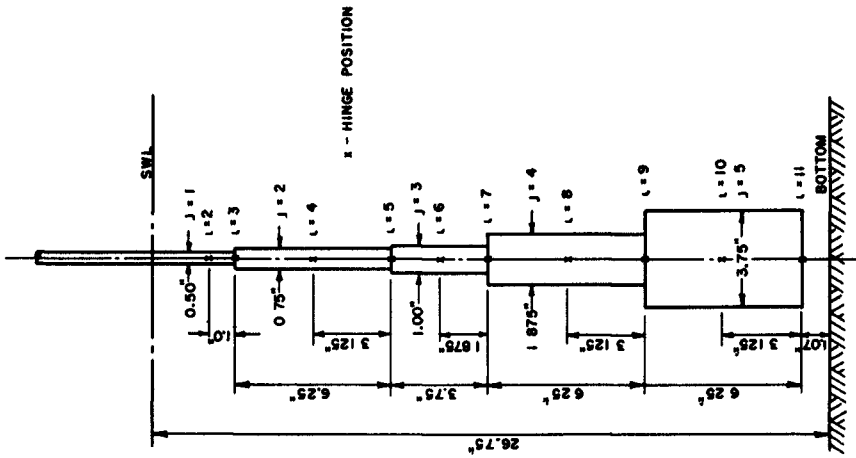 SWL
x - HINGE POSITION
0.50"
J = 1
ι = 2
ι = 3
1.0"
0.75"
J = 2
ι = 4
3.125"
6.25"
ι = 5
1.00"
J = 3
ι = 6
1.875"
3.75"
ι = 7
1.875"
J = 4
ι = 8
3.125"
6.25"
ι = 9
ι = 10
J = 5
3.75"
3.125"
6.25"
ι = 11
1.07"
BOTTOM
26.75"